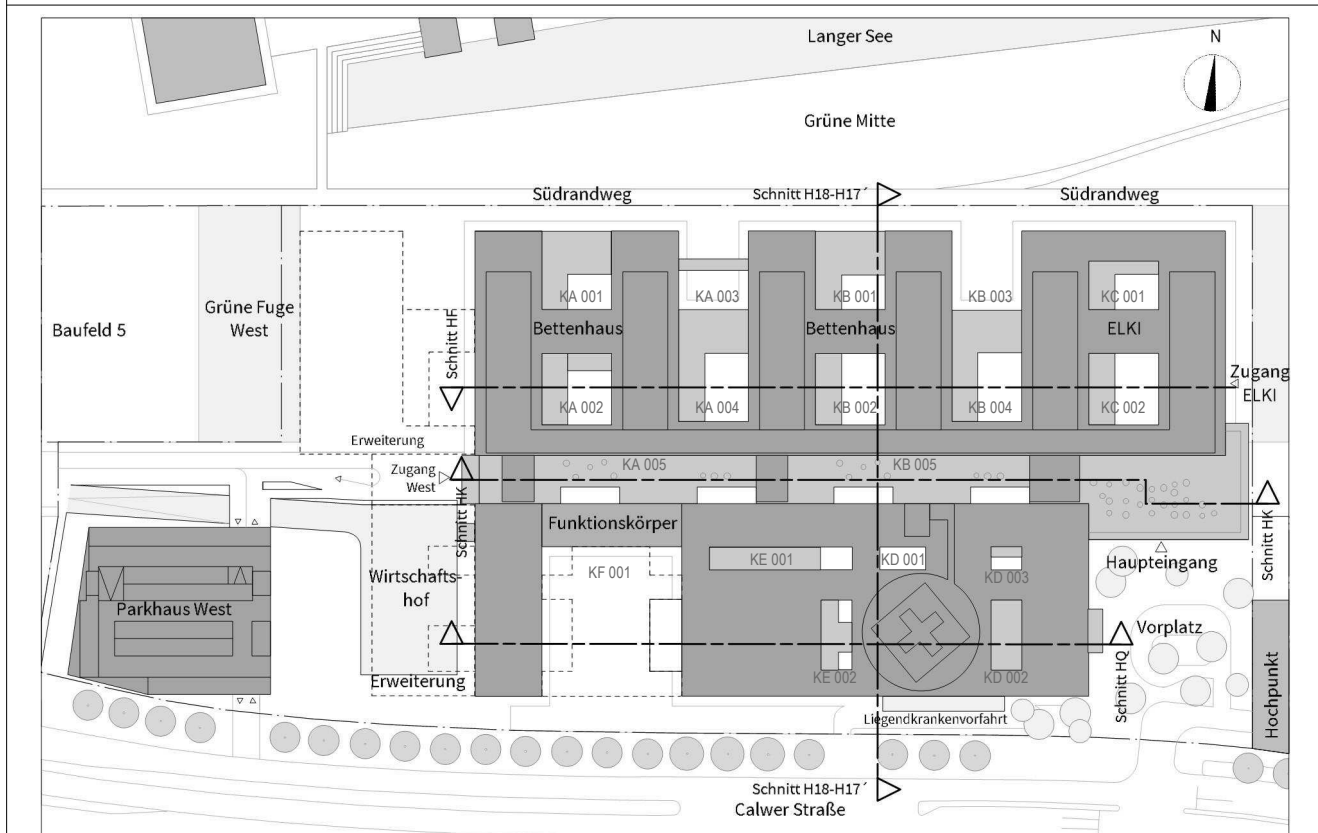 Langer See
N
Grüne Mitte
Südrandweg
Schnitt H18-H17´
Südrandweg
Baufeld 5
Grüne Fuge
West
Schnitt HF
KA 001
KA 003
KB 001
KB 003
KC 001
Bettenhaus
Bettenhaus
ELKI
Zugang
ELKI
KA 002
KA 004
KB 002
KB 004
KC 002
Erweiterung
Zugang
West
KA 005
KB 005
Schnitt HK
Schnitt HK
Funktionskörper
Wirtschafts-
hof
KF 001
KE 001
KD 001
KD 003
Haupteingang
Parkhaus West
Vorplatz
Erweiterung
KE 002
KD 002
Schnitt HQ
Hochpunkt
Liegendkrankenvorfahrt
Schnitt H18-H17´
Calwer Straße